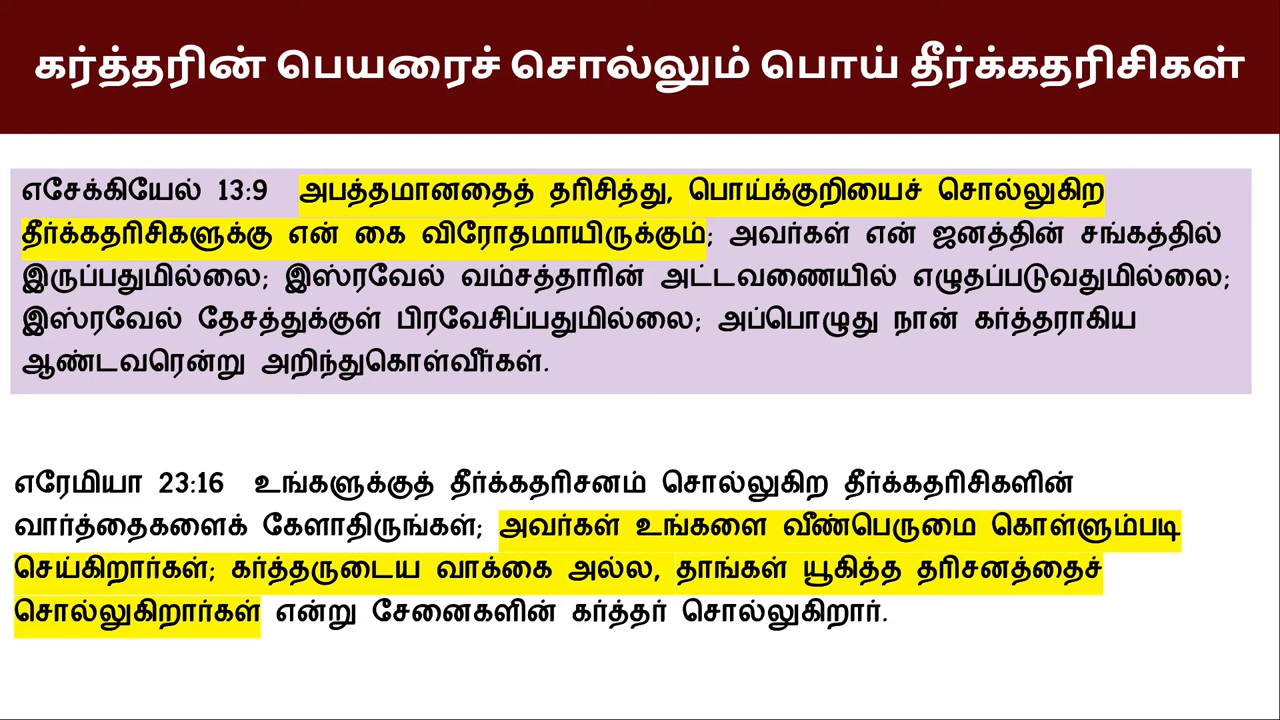 கர்த்தரின் பெயரைச் சொல்லும் பொய் தீர்க்கதரிசிகள்
எசேக்கியேல் 13:9 அபத்தமானதைத் தரிசித்து, பொய்க்குறியைச் சொல்லுகிற
தீர்க்கதரிசிகளுக்கு என் கை விரோதமாயிருக்கும்; அவர்கள் என் ஜனத்தின் சங்கத்தில்
இருப்பதுமில்லை; இஸ்ரவேல் வம்சத்தாரின் அட்டவணையில் எழுதப்படுவதுமில்லை;
இஸ்ரவேல் தேசத்துக்குள் பிரவேசிப்பதுமில்லை; அப்பொழுது நான் கர்த்தராகிய
ஆண்டவரென்று அறிந்துகொள்வீர்கள்.
எரேமியா 23:16 உங்களுக்குத் தீர்க்கதரிசனம் சொல்லுகிற தீர்க்கதரிசிகளின்
வார்த்தைகளைக் கேளாதிருங்கள்; அவர்கள் உங்களை வீண்பெருமை கொள்ளும்படி
செய்கிறார்கள்; கர்த்தருடைய வாக்கை அல்ல, தாங்கள் யூகித்த தரிசனத்தைச்
சொல்லுகிறார்கள் என்று சேனைகளின் கர்த்தர் சொல்லுகிறார்.